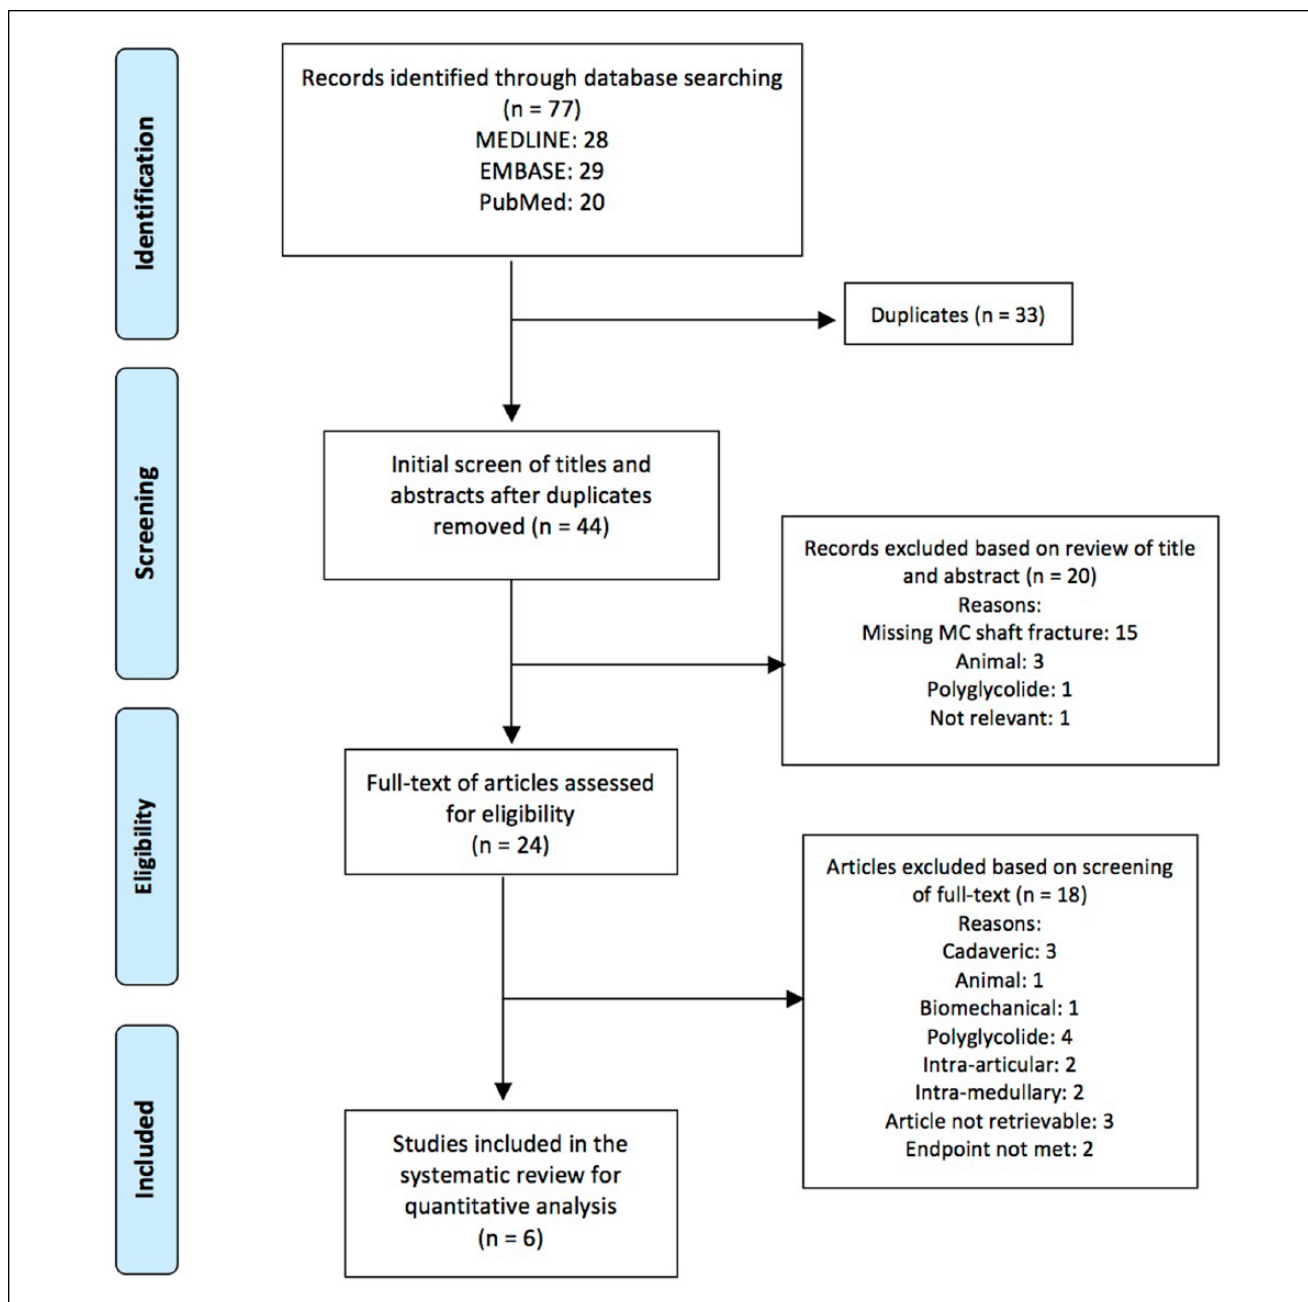 Identification
Records identified through database searching
(n = 77)
MEDLINE: 28
EMBASE: 29
PubMed: 20
Duplicates (n = 33)
Screening
Initial screen of titles and
abstracts after duplicates
removed (n = 44)
Records excluded based on review of title
and abstract (n = 20)
Reasons:
Missing MC shaft fracture: 15
Animal: 3
Polyglycolide: 1
Not relevant: 1
Eligibility
Full-text of articles assessed
for eligibility
(n = 24)
Articles excluded based on screening
of full-text (n = 18)
Reasons:
Cadaveric: 3
Animal: 1
Biomechanical: 1
Polyglycolide: 4
Intra-articular: 2
Intra-medullary: 2
Article not retrievable: 3
Endpoint not met: 2
Included
Studies included in the
systematic review for
quantitative analysis
(n = 6)